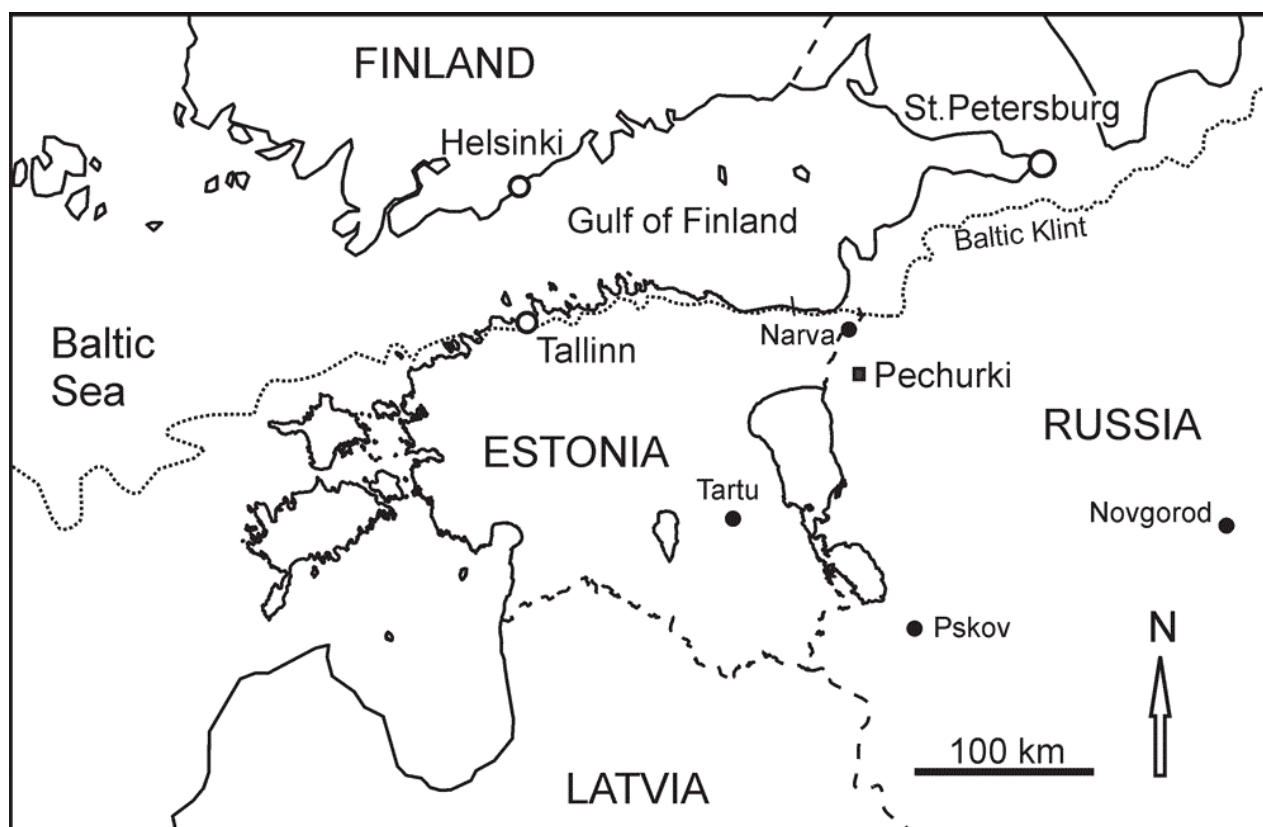 FINLAND
St.Petersburg
Helsinki
Gulf of Finland
Baltic Klint
Baltic
Sea
Tallinn
Narva
Pechurki
RUSSIA
ESTONIA
Tartu
Novgorod
Pskov
N
100 km
LATVIA